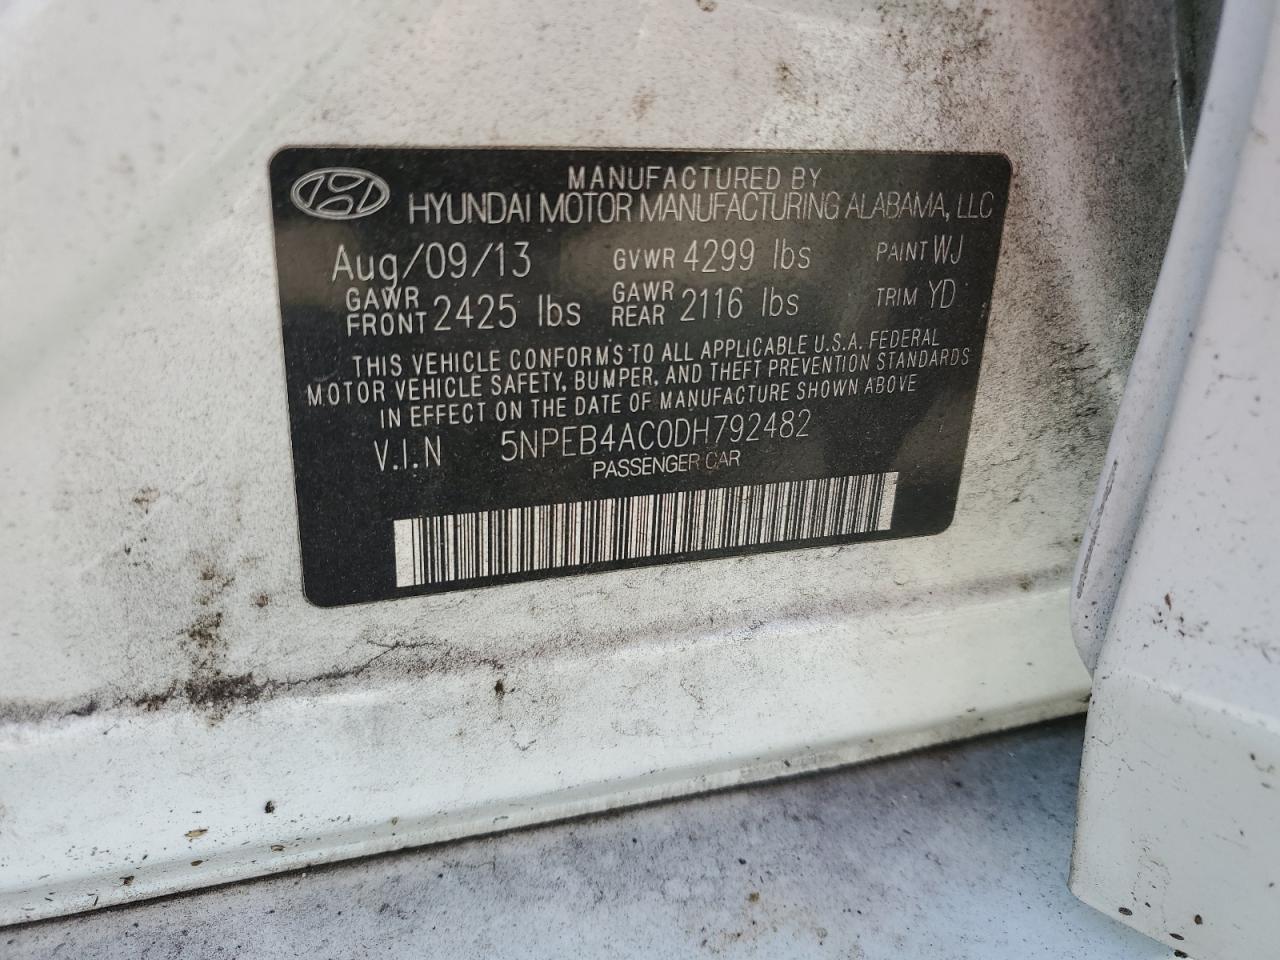 MANUFACTURED BY
HYUNDAI MOTOR MANUFACTURING ALABAMA, LLC
Aug/09/13 GVWR 4299 lbs PAINT WJ
GAWR FRONT 2425 lbs GAWR REAR 2116 lbs TRIM YD
THIS VEHICLE CONFORMS TO ALL APPLICABLE U.S.A. FEDERAL
MOTOR VEHICLE SAFETY, BUMPER, AND THEFT PREVENTION STANDARDS
IN EFFECT ON THE DATE OF MANUFACTURE SHOWN ABOVE
V.I.N 5NPEB4AC0DH792482
PASSENGER CAR